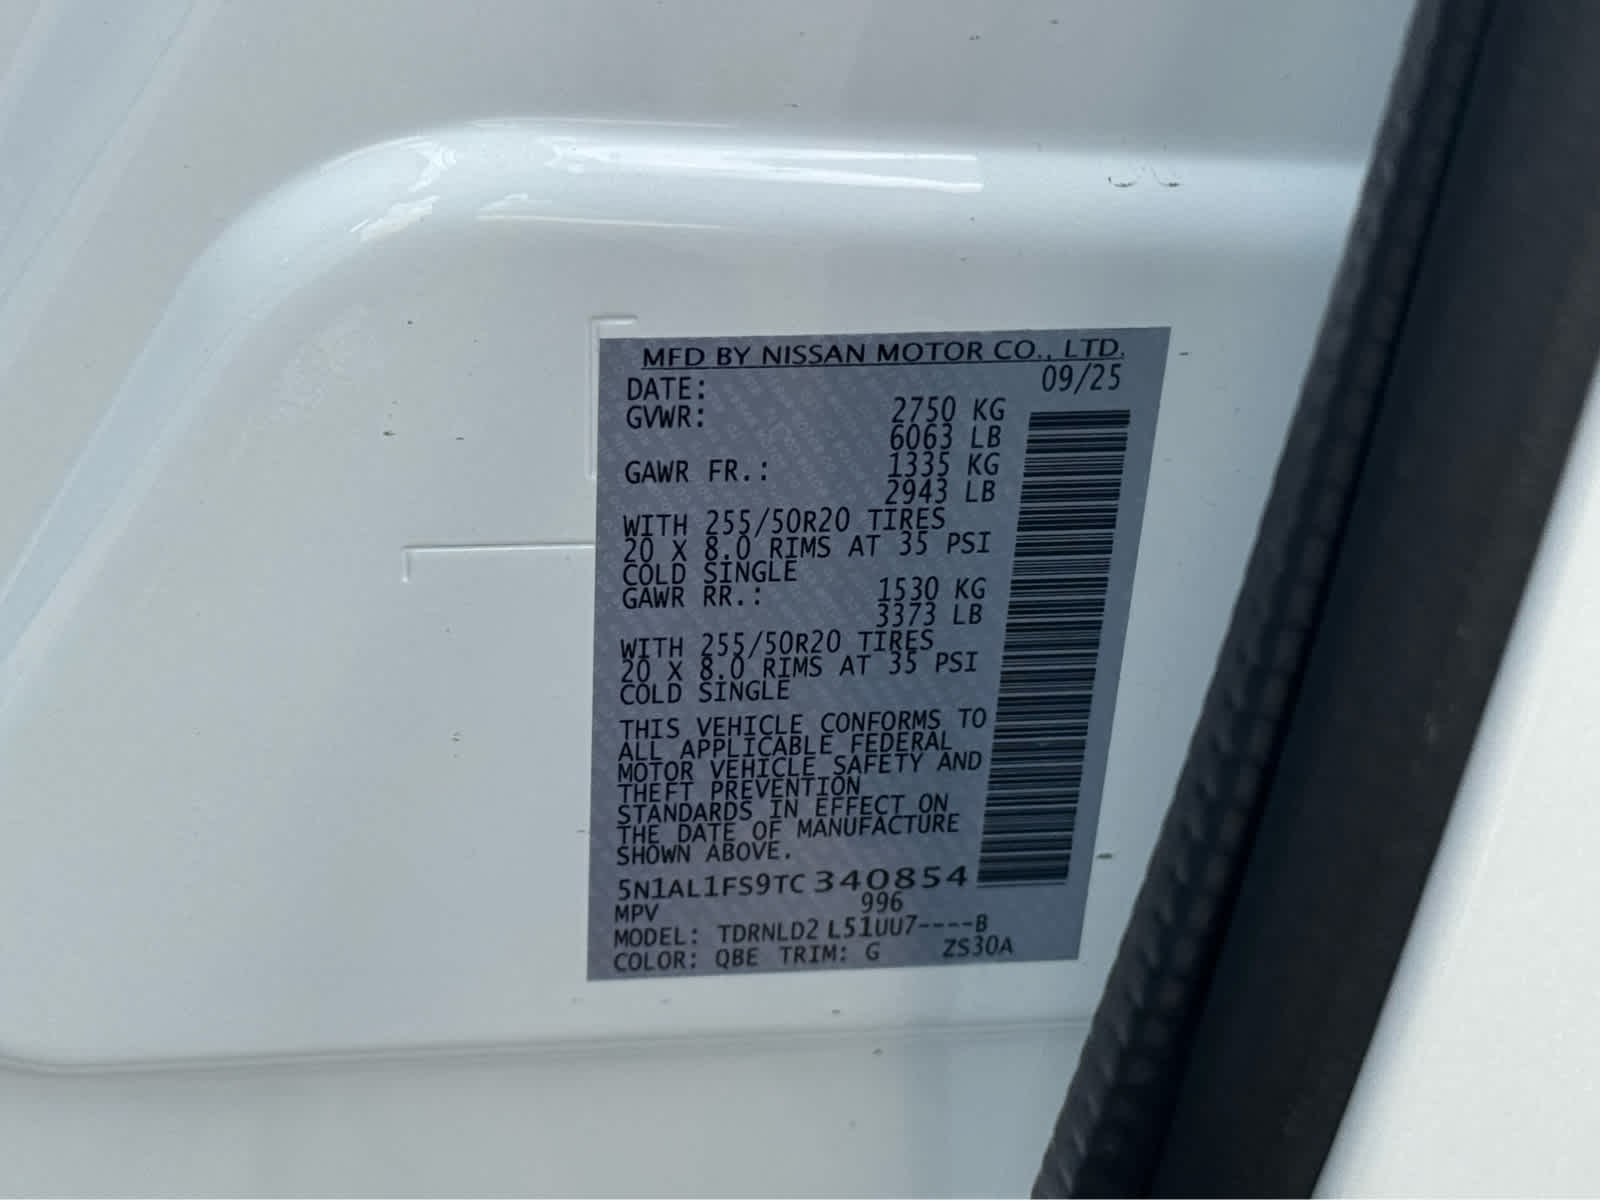 MFD BY NISSAN MOTOR CO., LTD.
DATE: 09/25
GVWR: 2750 KG
6063 LB
GAWR FR.: 1335 KG
2943 LB
WITH 255/50R20 TIRES
20 X 8.0 RIMS AT 35 PSI
COLD SINGLE
GAWR RR.: 1530 KG
3373 LB
WITH 255/50R20 TIRES
20 X 8.0 RIMS AT 35 PSI
COLD SINGLE
THIS VEHICLE CONFORMS TO
ALL APPLICABLE FEDERAL
MOTOR VEHICLE SAFETY AND
THEFT PREVENTION
STANDARDS IN EFFECT ON
THE DATE OF MANUFACTURE
SHOWN ABOVE.
5N1AL1FS9TC340854
MPV 996
MODEL: TDRNLD2 L51UU7----B
COLOR: QBE TRIM: G ZS30A